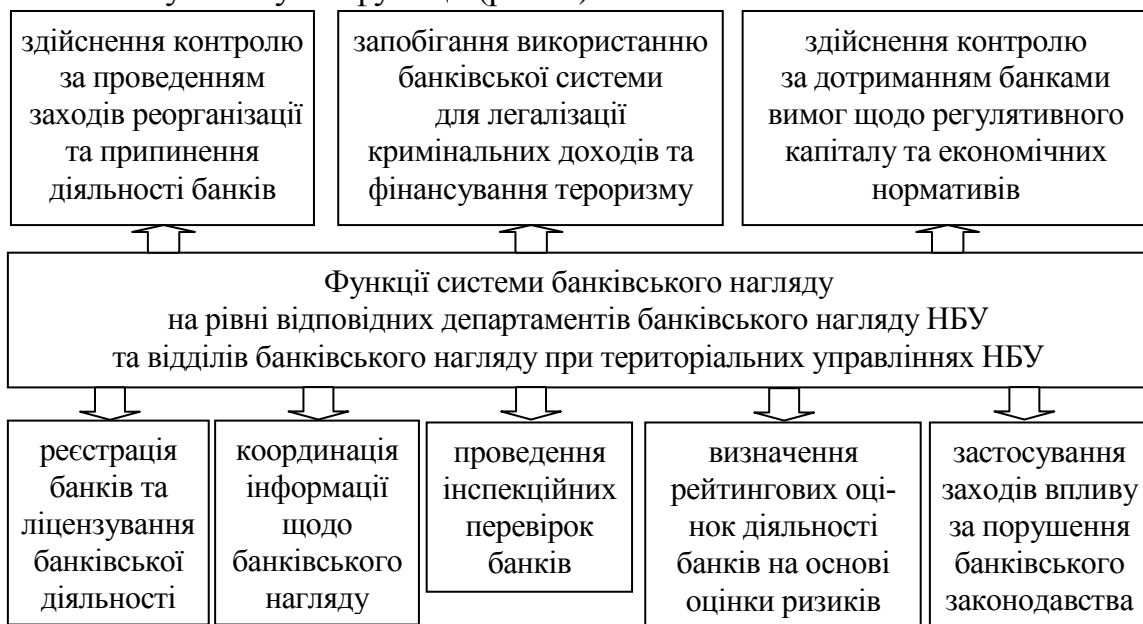 здійснення контролю
за проведенням
заходів реорганізації
та припинення
діяльності банків
запобігання використанню
банківської системи
для легалізації
кримінальних доходів та
фінансування тероризму
здійснення контролю
за дотриманням банками
вимог щодо регулятивного
капіталу та економічних
нормативів
Функції системи банківського нагляду
на рівні відповідних департаментів банківського нагляду НБУ
та відділів банківського нагляду при територіальних управліннях НБУ
реєстрація
банків та
ліцензування
банківської
діяльності
координація
інформації
щодо
банківського
нагляду
проведення
інспекційних
перевірок
банків
визначення
рейтингових оці-
нок діяльності
банків на основі
оцінки ризиків
застосування
заходів впливу
за порушення
банківського
законодавства